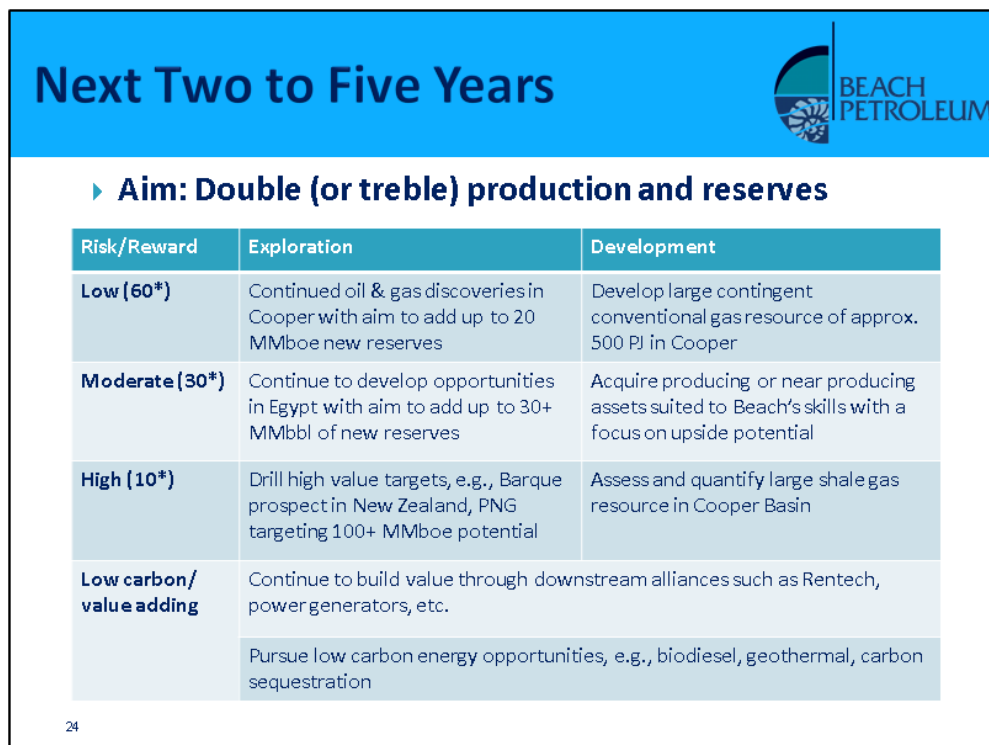 Next Two to Five Years
BEACH
PETROLEUM
Aim: Double (or treble) production and reserves
Risk/Reward
Exploration
Development
Low (60*)
Continued oil & gas discoveries in
Cooper with aim to add up to 20
MMboe new reserves
Develop large contingent
conventional gas resource of approx.
500 PJ in Cooper
Moderate (30*)
Continue to develop opportunities
in Egypt with aim to add up to 30+
MMbbl of new reserves
Acquire producing or near producing
assets suited to Beach's skills with a
focus on upside potential
High (10*)
Drill high value targets, e.g., Barque
prospect in New Zealand, PNG
targeting 100+ MMboe potential
Assess and quantify large shale gas
resource in Cooper Basin
Low carbon/
value adding
Continue to build value through downstream alliances such as Rentech,
power generators, etc.
Pursue low carbon energy opportunities, e.g., biodiesel, geothermal, carbon
sequestration
24